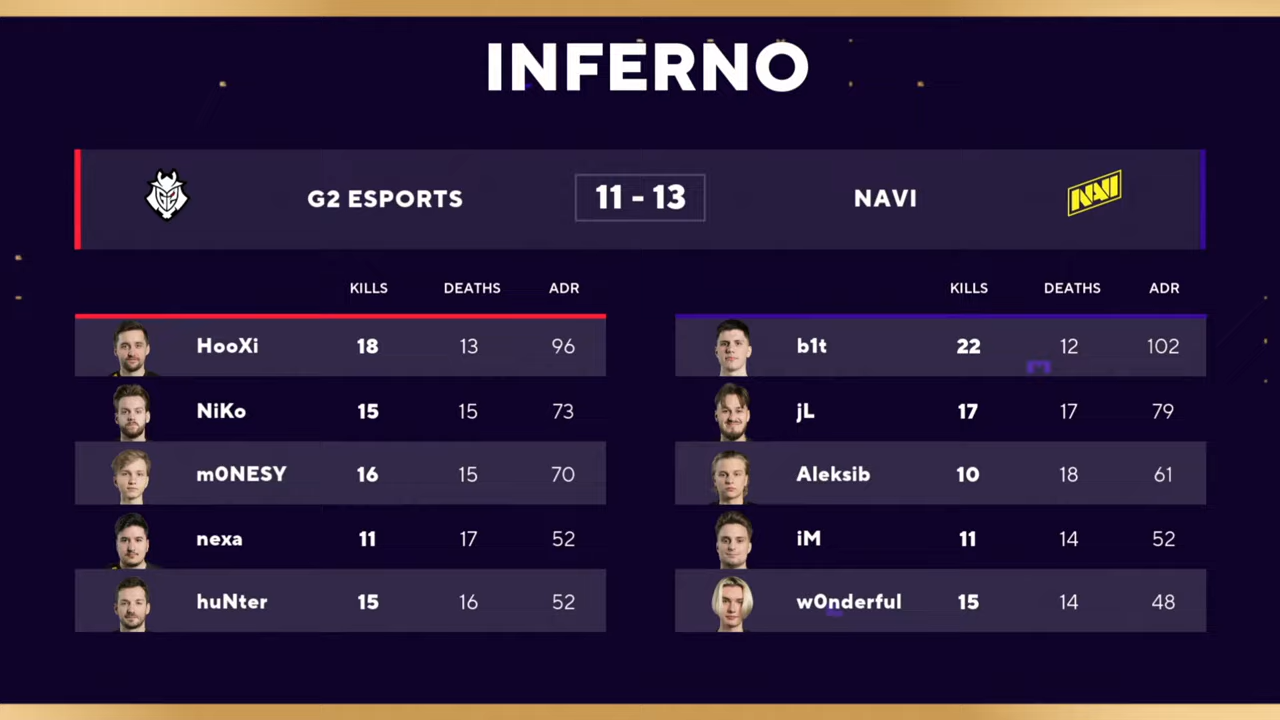 INFERNO
G2 ESPORTS 11 - 13 NAVI NAVI
KILLS DEATHS ADR KILLS DEATHS ADR
HooXi 18 13 96 b1t 22 12 102
NiKo 15 15 73 jL 17 17 79
m0NESY 16 15 70 Aleksib 10 18 61
nexa 11 17 52 iM 11 14 52
huNter 15 16 52 w0nderful 15 14 48